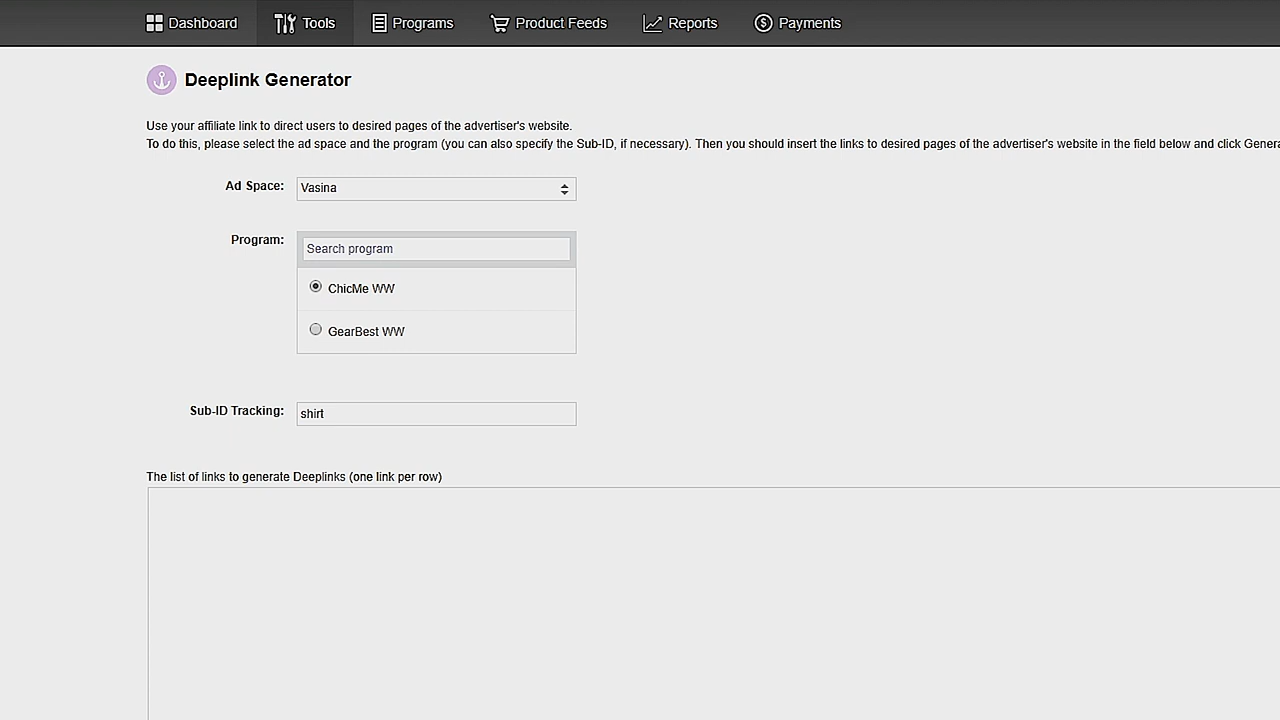 Dashboard Tools Programs Product Feeds Reports Payments
Deeplink Generator
Use your affiliate link to direct users to desired pages of the advertiser's website.
To do this, please select the ad space and the program (you can also specify the Sub-ID, if necessary). Then you should insert the links to desired pages of the advertiser's website in the field below and click Genera
Ad Space: Vasina
Program: Search program
ChicMe WW
GearBest WW
Sub-ID Tracking: shirt
The list of links to generate Deeplinks (one link per row)